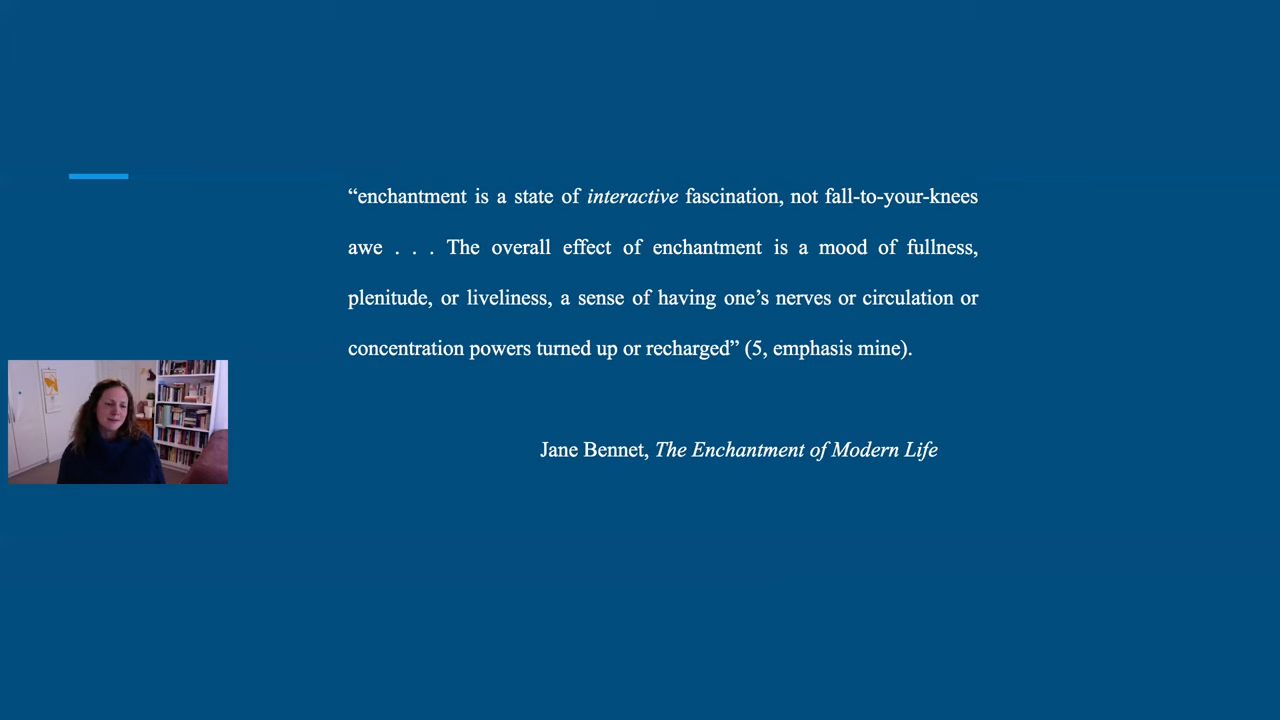 “enchantment is a state of interactive fascination, not fall-to-your-knees
awe . . . The overall effect of enchantment is a mood of fullness,
plenitude, or liveliness, a sense of having one’s nerves or circulation or
concentration powers turned up or recharged” (5, emphasis mine).
Jane Bennet, The Enchantment of Modern Life